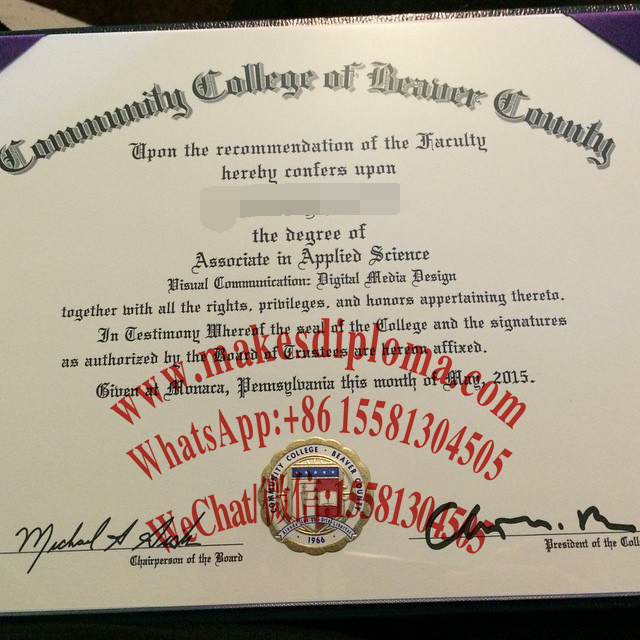 Community College of Beaver County
Upon the recommendation of the Faculty
hereby confers upon
the degree of
Associate in Applied Science
Visual Communication: Digital Media Design
together with all the rights, privileges, and honors appertaining thereto.
In Testimony Whereof the seal of the College and the signatures
as authorized by the Board of Trustees are hereon affixed.
Given at Monaca, Pennsylvania this month of May, 2015.
www.makesdiploma.com
WhatsApp:+86 15581304505
WeChat/微信:15581304505
COMMUNITY COLLEGE · BEAVER COUNTY
· 1966 ·
Chairperson of the Board
President of the Coll